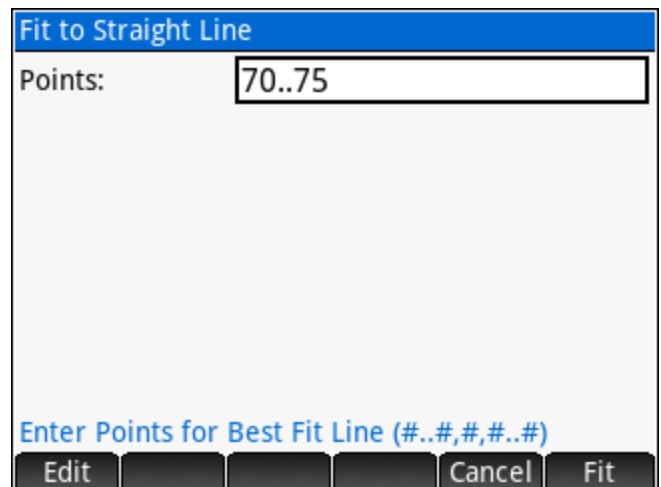 Fit to Straight Line
Points: 70..75
Enter Points for Best Fit Line (#..#,#,#..#)
Edit Cancel Fit